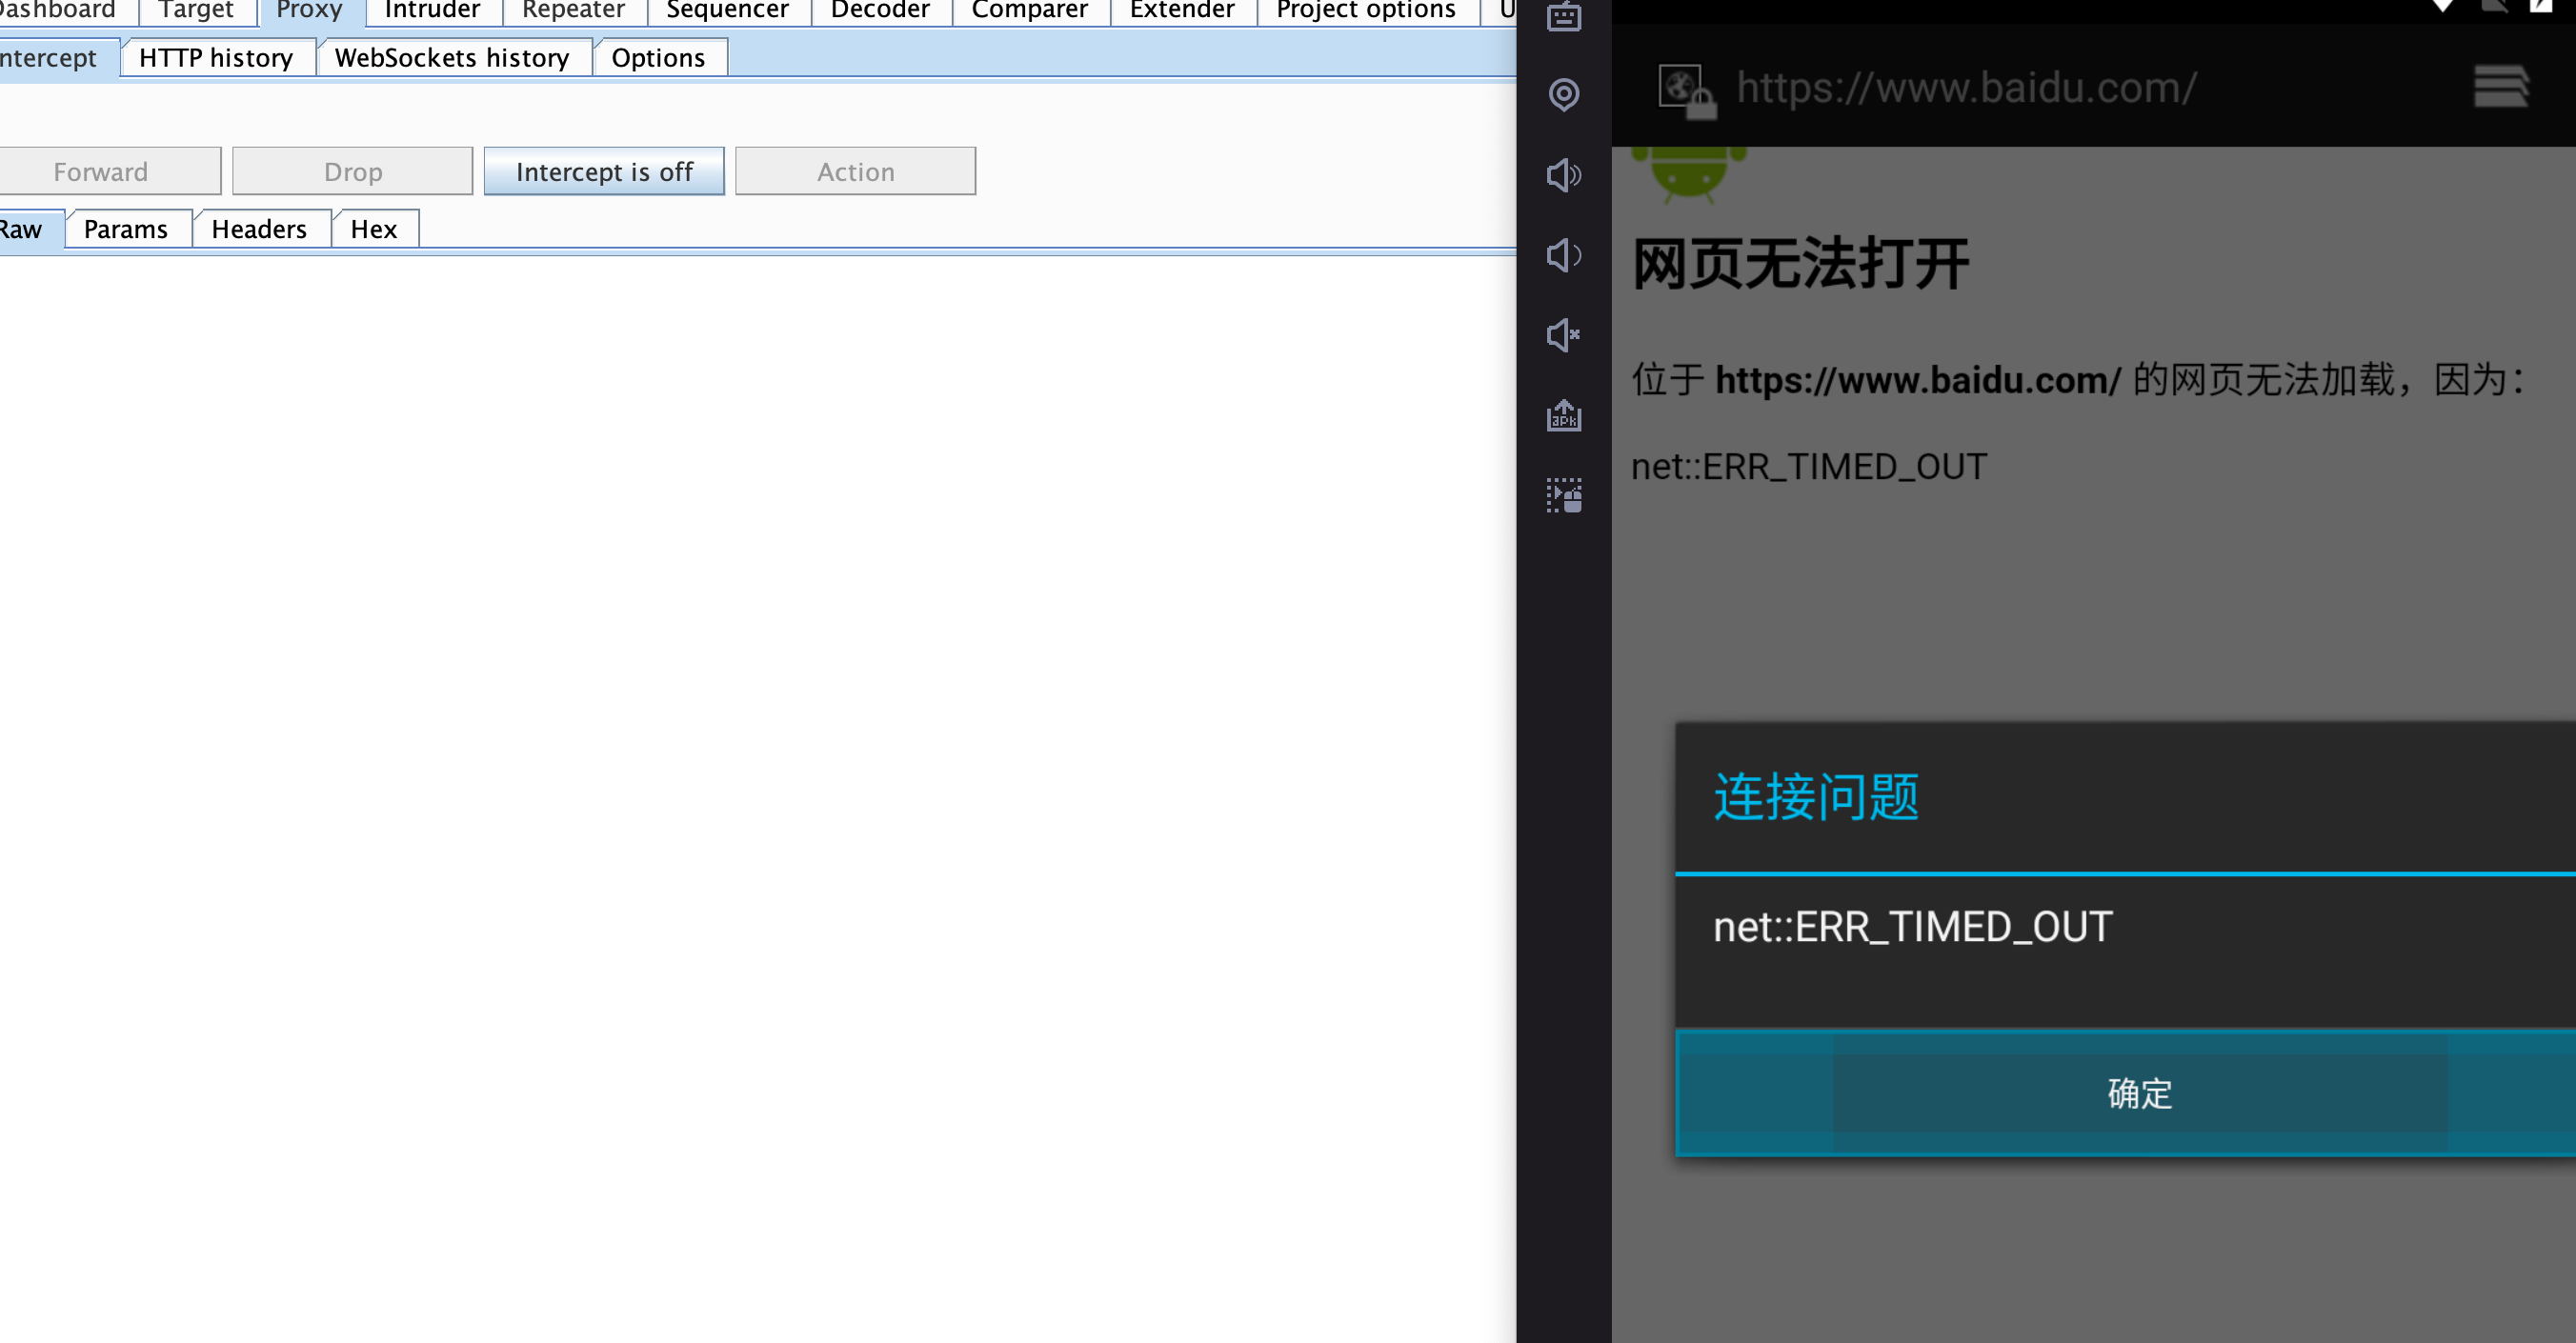 Dashboard Target Proxy Intruder Repeater Sequencer Decoder Comparer Extender Project options U
ntercept HTTP history WebSockets history Options
Forward Drop Intercept is off Action
Raw Params Headers Hex
apk
https://www.baidu.com/
网页无法打开
位于 https://www.baidu.com/ 的网页无法加载，因为：
net::ERR_TIMED_OUT
连接问题
net::ERR_TIMED_OUT
确定